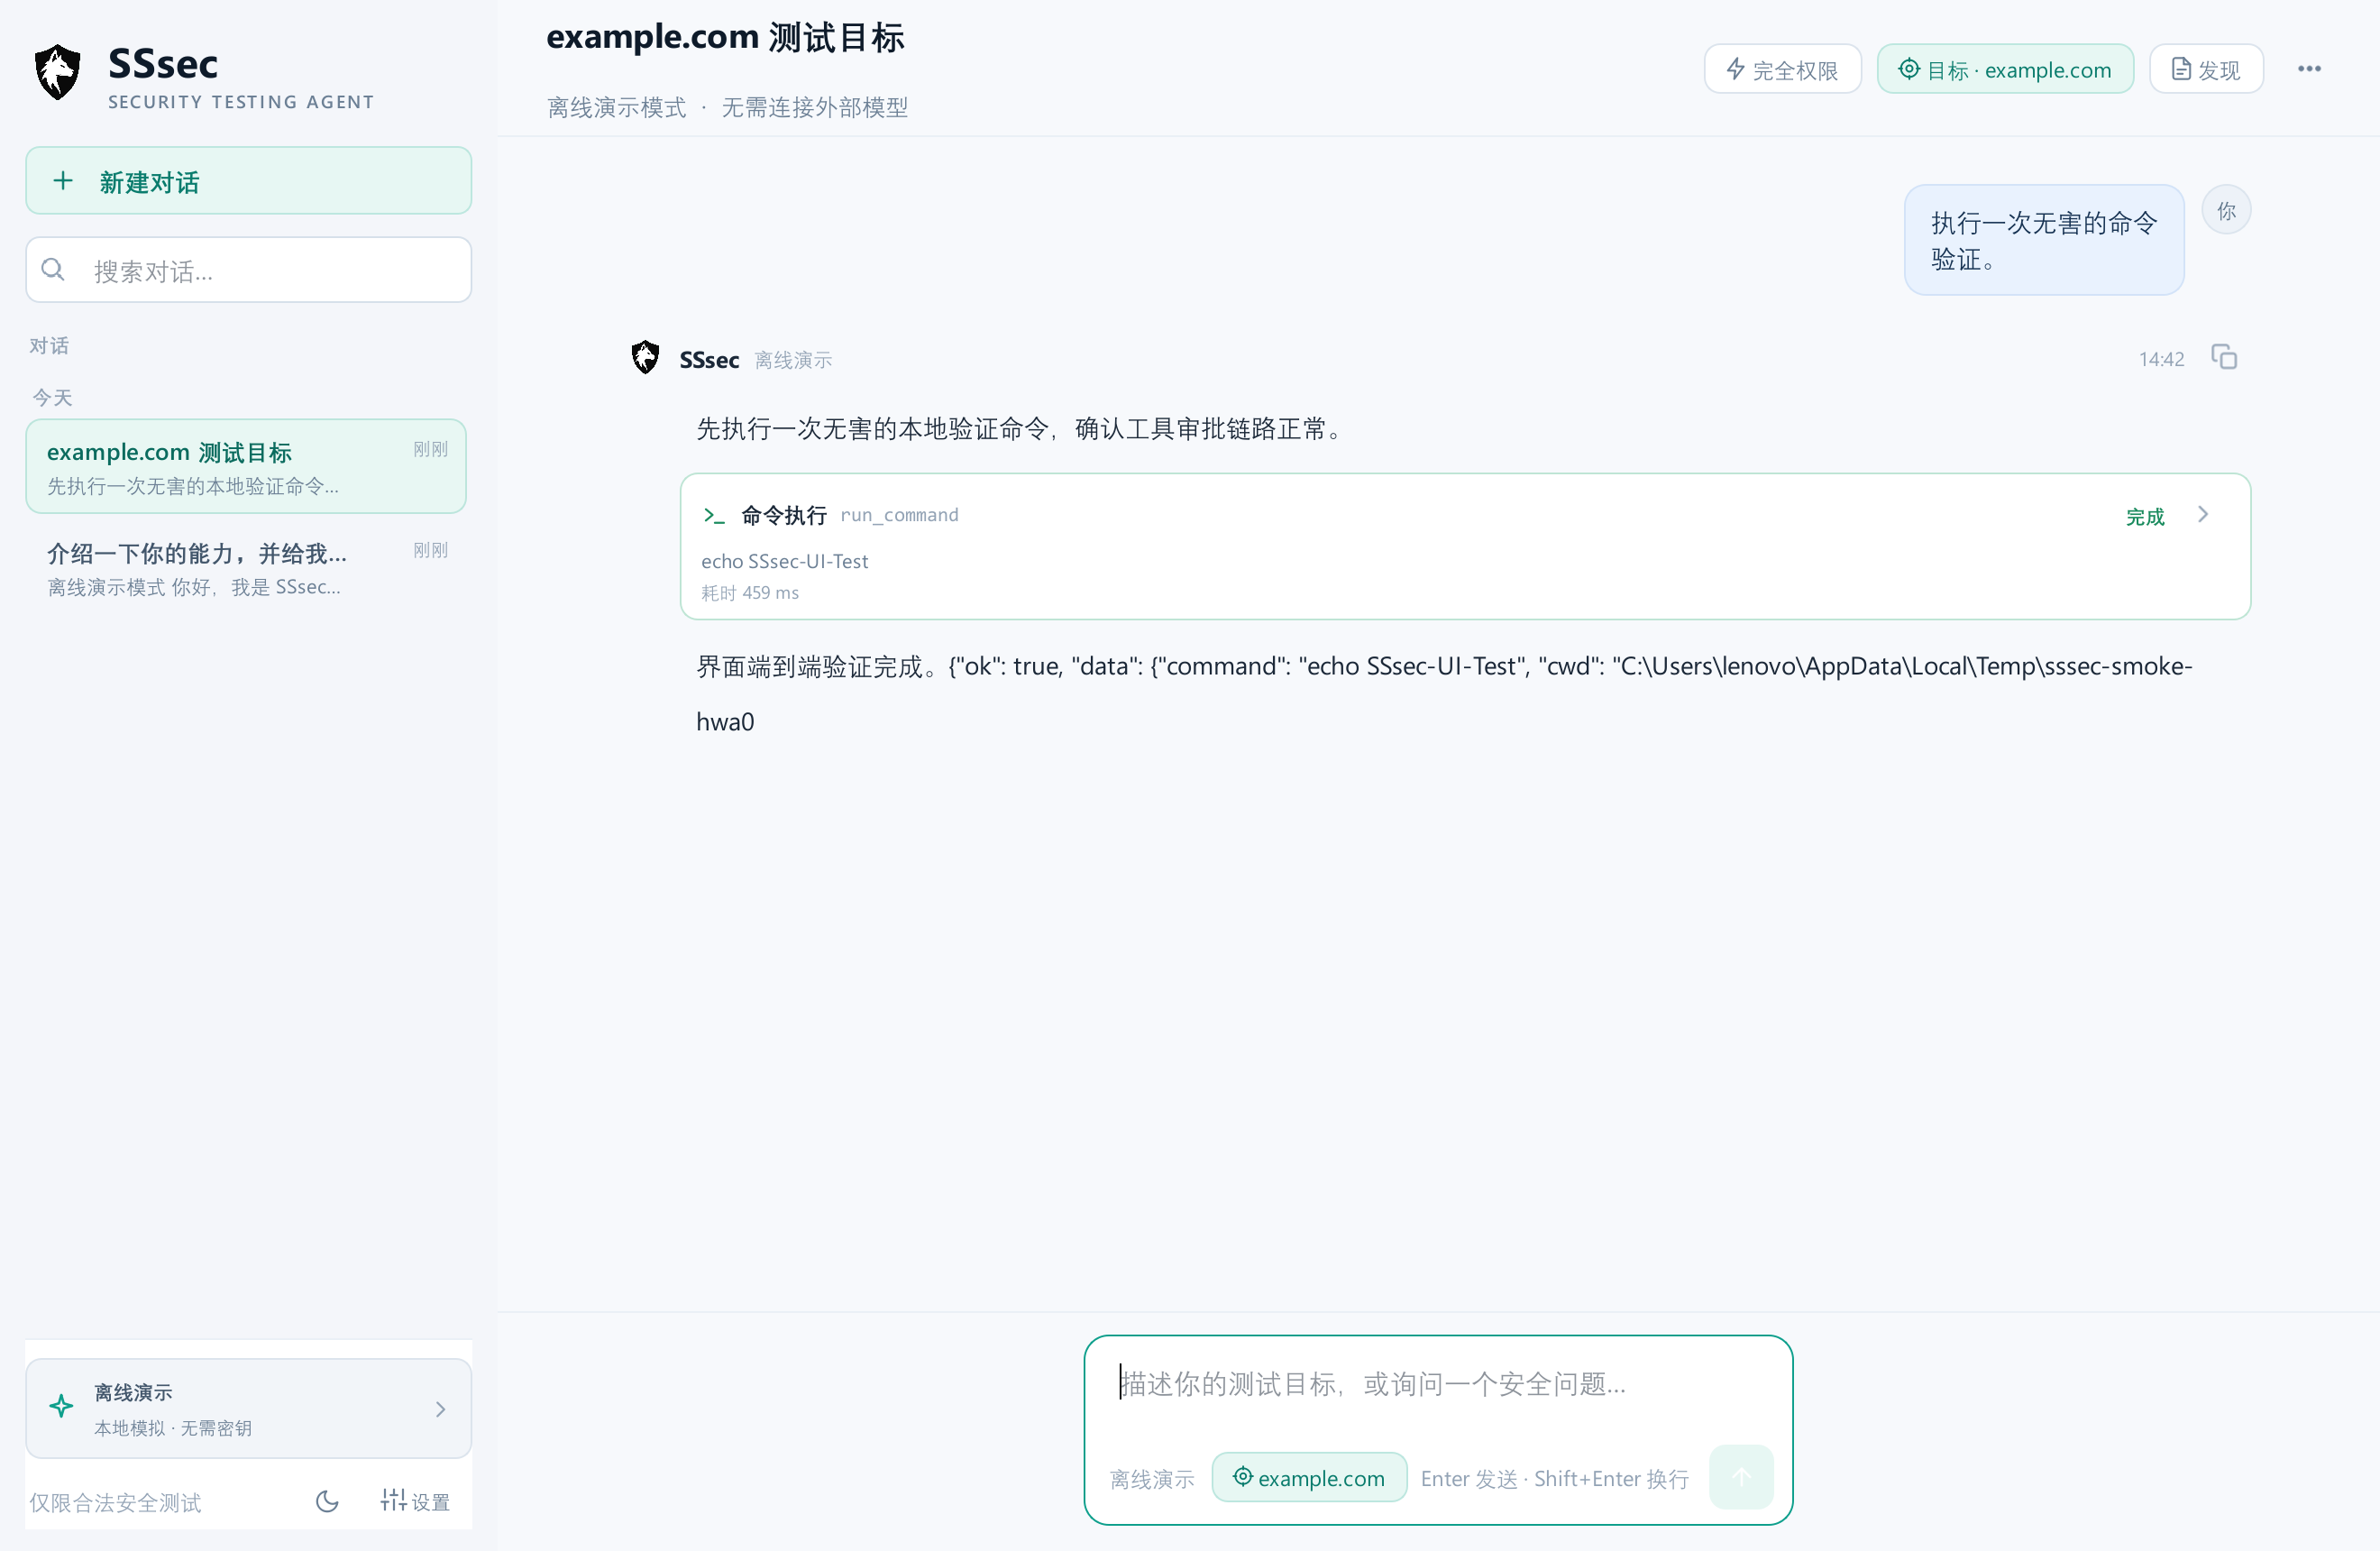 SSsec
SECURITY TESTING AGENT
新建对话
搜索对话...
对话
今天
example.com 测试目标
刚刚
先执行一次无害的本地验证命令...
介绍一下你的能力，并给我...
刚刚
离线演示模式 你好，我是 SSsec...
离线演示
本地模拟 · 无需密钥
仅限合法安全测试
设置
example.com 测试目标
离线演示模式 · 无需连接外部模型
完全权限
目标 · example.com
发现
执行一次无害的命令
验证。
你
SSsec 离线演示
14:42
先执行一次无害的本地验证命令，确认工具审批链路正常。
命令执行 run_command
完成
echo SSsec-UI-Test
耗时 459 ms
界面端到端验证完成。{"ok": true, "data": {"command": "echo SSsec-UI-Test", "cwd": "C:\Users\lenovo\AppData\Local\Temp\sssec-smoke-
hwa0
描述你的测试目标，或询问一个安全问题...
离线演示
example.com
Enter 发送 · Shift+Enter 换行